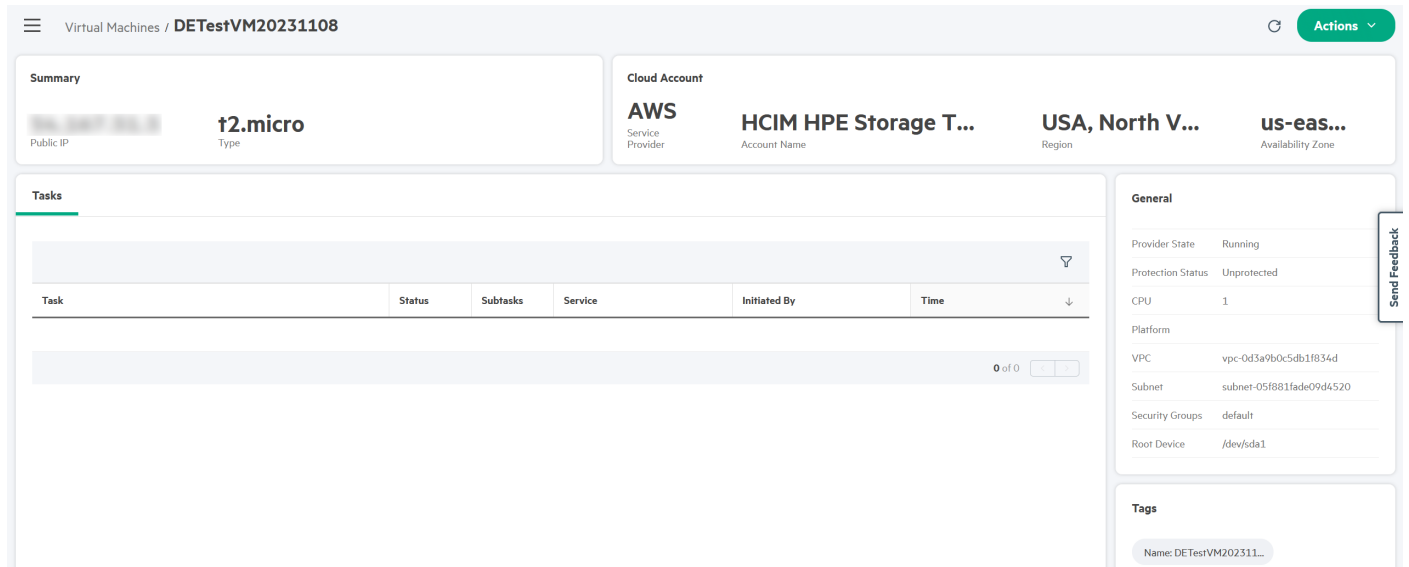 Virtual Machines / DETestVM20231108
Actions
Summary
t2.micro
Public IP
Type
Cloud Account
AWS
Service Provider
HCIM HPE Storage T...
Account Name
USA, North V...
Region
us-eas...
Availability Zone
Tasks
Task Status Subtasks Service Initiated By Time
0 of 0
General
Provider State Running
Protection Status Unprotected
CPU 1
Platform
VPC vpc-0d3a9b0c5db1f834d
Subnet subnet-05f881fade09d4520
Security Groups default
Root Device /dev/sda1
Tags
Name: DETestVM202311...
Send Feedback